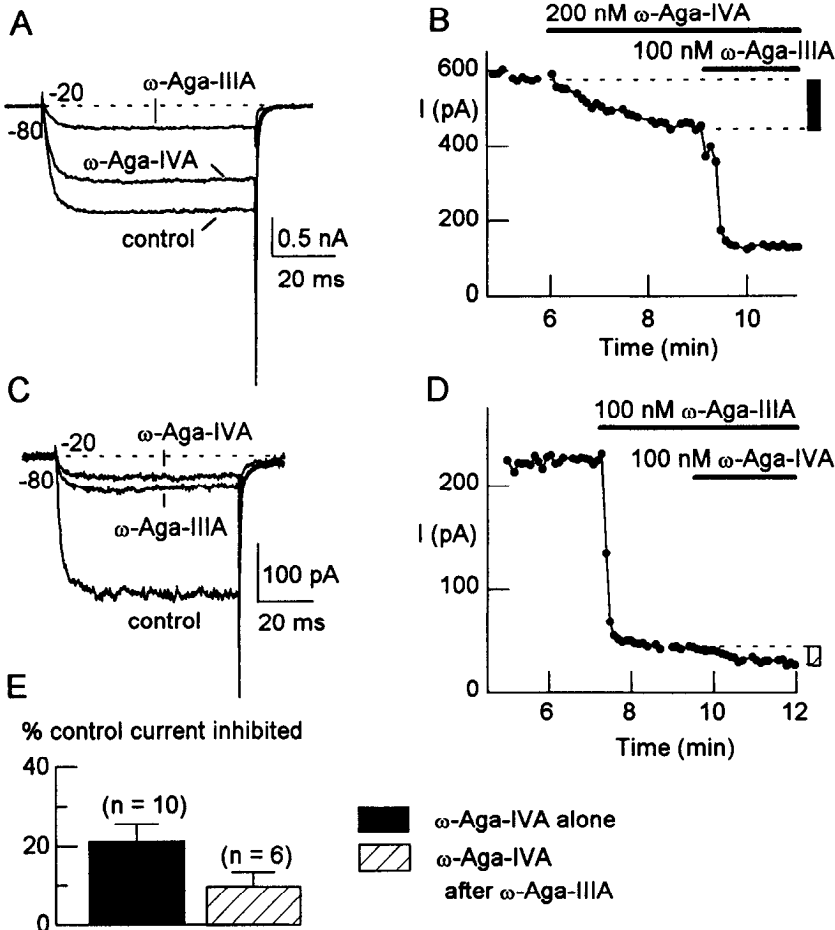 A
-20
ω-Aga-IIIA
-80
ω-Aga-IVA
control
0.5 nA
20 ms
B
200 nM ω-Aga-IVA
100 nM ω-Aga-IIIA
600
I (pA)
400
200
0
6
8
10
Time (min)
C
-20
ω-Aga-IVA
-80
ω-Aga-IIIA
control
100 pA
20 ms
D
100 nM ω-Aga-IIIA
100 nM ω-Aga-IVA
200
I (pA)
100
0
6
8
10
12
Time (min)
E
% control current inhibited
40
20
0
(n = 10)
(n = 6)
ω-Aga-IVA alone
ω-Aga-IVA
after ω-Aga-IIIA